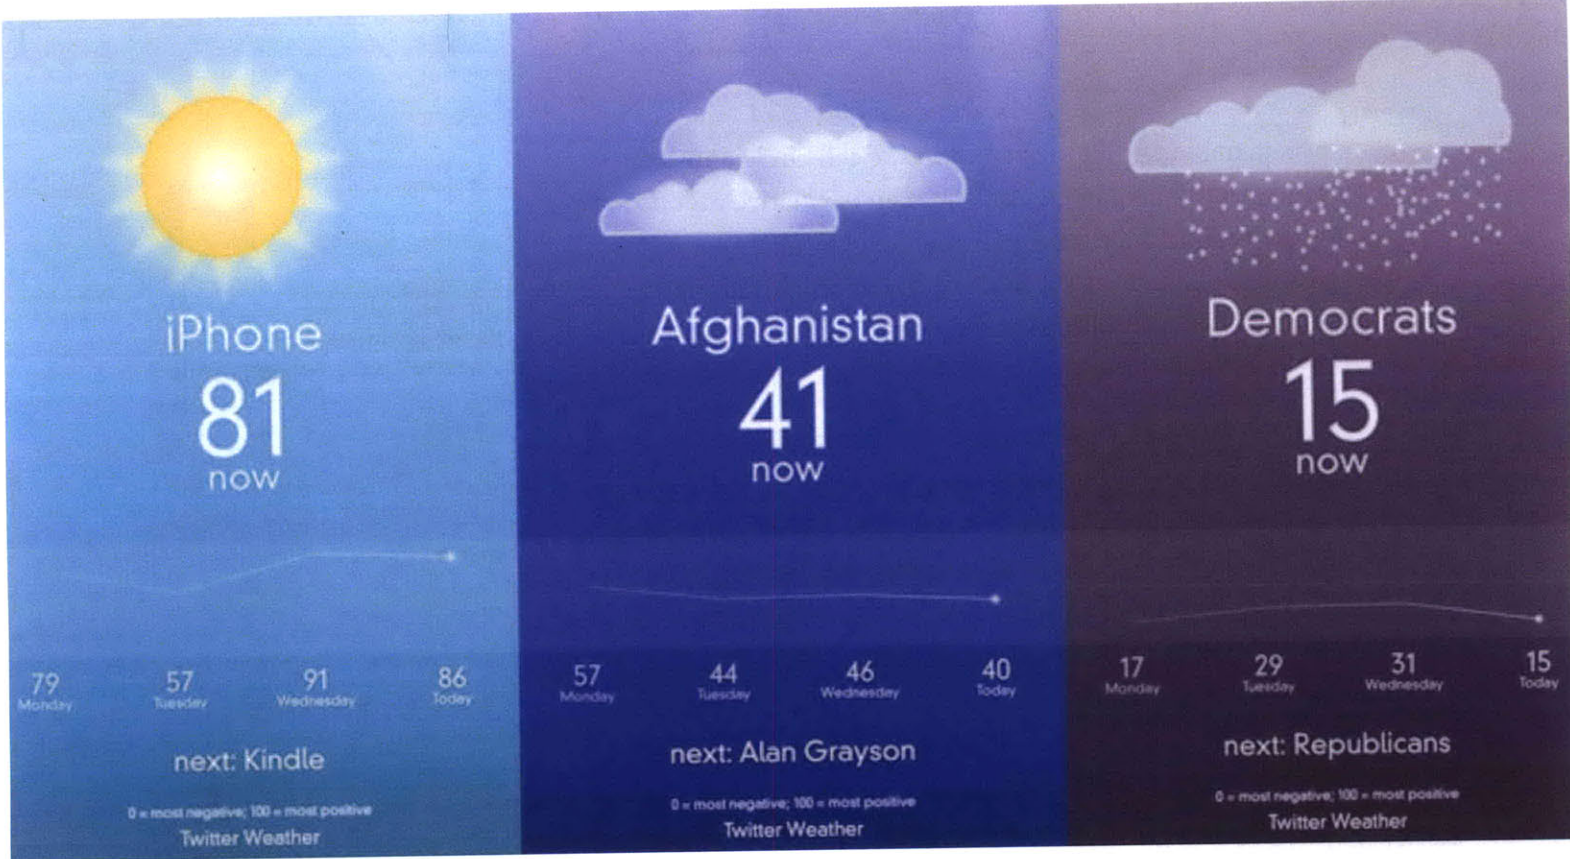 iPhone
81
now
79
Monday
57
Tuesday
91
Wednesday
86
Today
next: Kindle
0 = most negative; 100 = most positive
Twitter Weather
Afghanistan
41
now
57
Monday
44
Tuesday
46
Wednesday
40
Today
next: Alan Grayson
0 = most negative; 100 = most positive
Twitter Weather
Democrats
15
now
17
Monday
29
Tuesday
31
Wednesday
15
Today
next: Republicans
0 = most negative; 100 = most positive
Twitter Weather